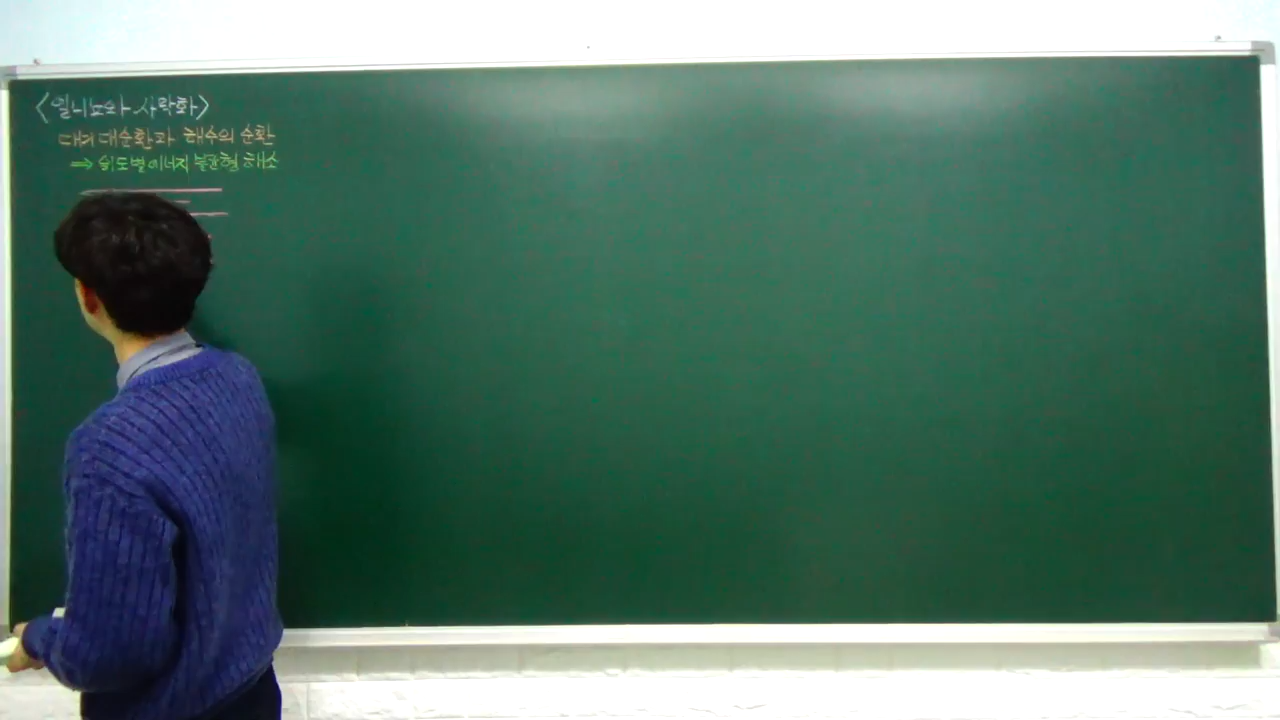 <엘니뇨와 사막화>
대기 대순환과 해수의 순환
⇒ 위도별 에너지 불균형 해소